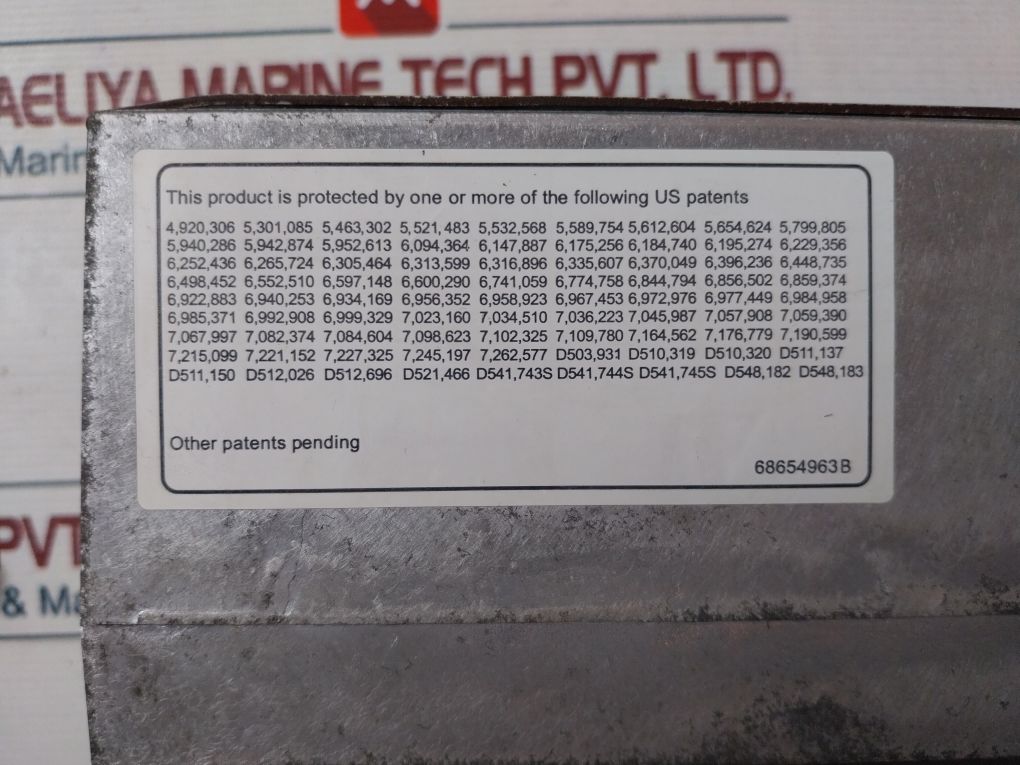 AELIYA MARINE TECH PVT. LTD.
Marin
This product is protected by one or more of the following US patents
4,920,306 5,301,085 5,463,302 5,521,483 5,532,568 5,589,754 5,612,604 5,654,624 5,799,805
5,940,286 5,942,874 5,952,613 6,094,364 6,147,887 6,175,256 6,184,740 6,195,274 6,229,356
6,252,436 6,265,724 6,305,464 6,313,599 6,316,896 6,335,607 6,370,049 6,396,236 6,448,735
6,498,452 6,552,510 6,597,148 6,600,290 6,741,059 6,774,758 6,844,794 6,856,502 6,859,374
6,922,883 6,940,253 6,934,169 6,956,352 6,958,923 6,967,453 6,972,976 6,977,449 6,984,958
6,985,371 6,992,908 6,999,329 7,023,160 7,034,510 7,036,223 7,045,987 7,057,908 7,059,390
7,067,997 7,082,374 7,084,604 7,098,623 7,102,325 7,109,780 7,164,562 7,176,779 7,190,599
7,215,099 7,221,152 7,227,325 7,245,197 7,262,577 D503,931 D510,319 D510,320 D511,137
D511,150 D512,026 D512,696 D521,466 D541,743S D541,744S D541,745S D548,182 D548,183
Other patents pending
68654963B
PVT
& Ma